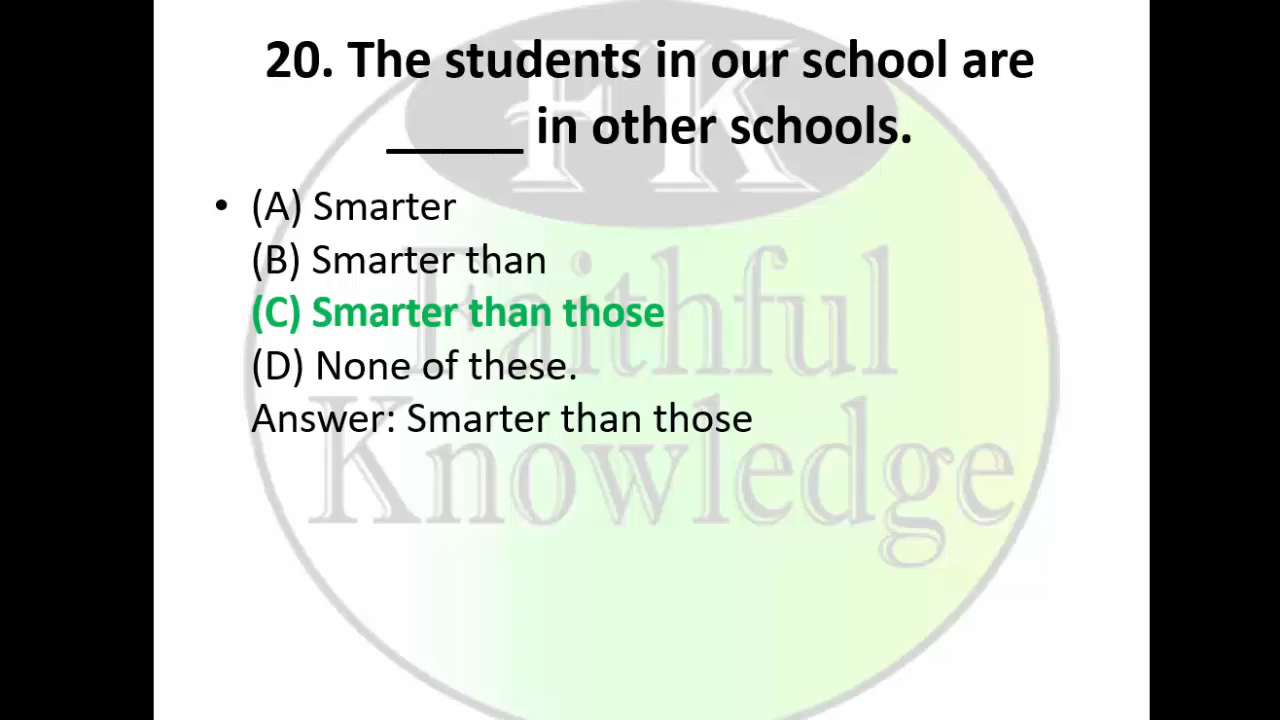 20. The students in our school are
_____ in other schools.
• (A) Smarter
(B) Smarter than
(C) Smarter than those
(D) None of these.
Answer: Smarter than those
FK
Faithful
Knowledge